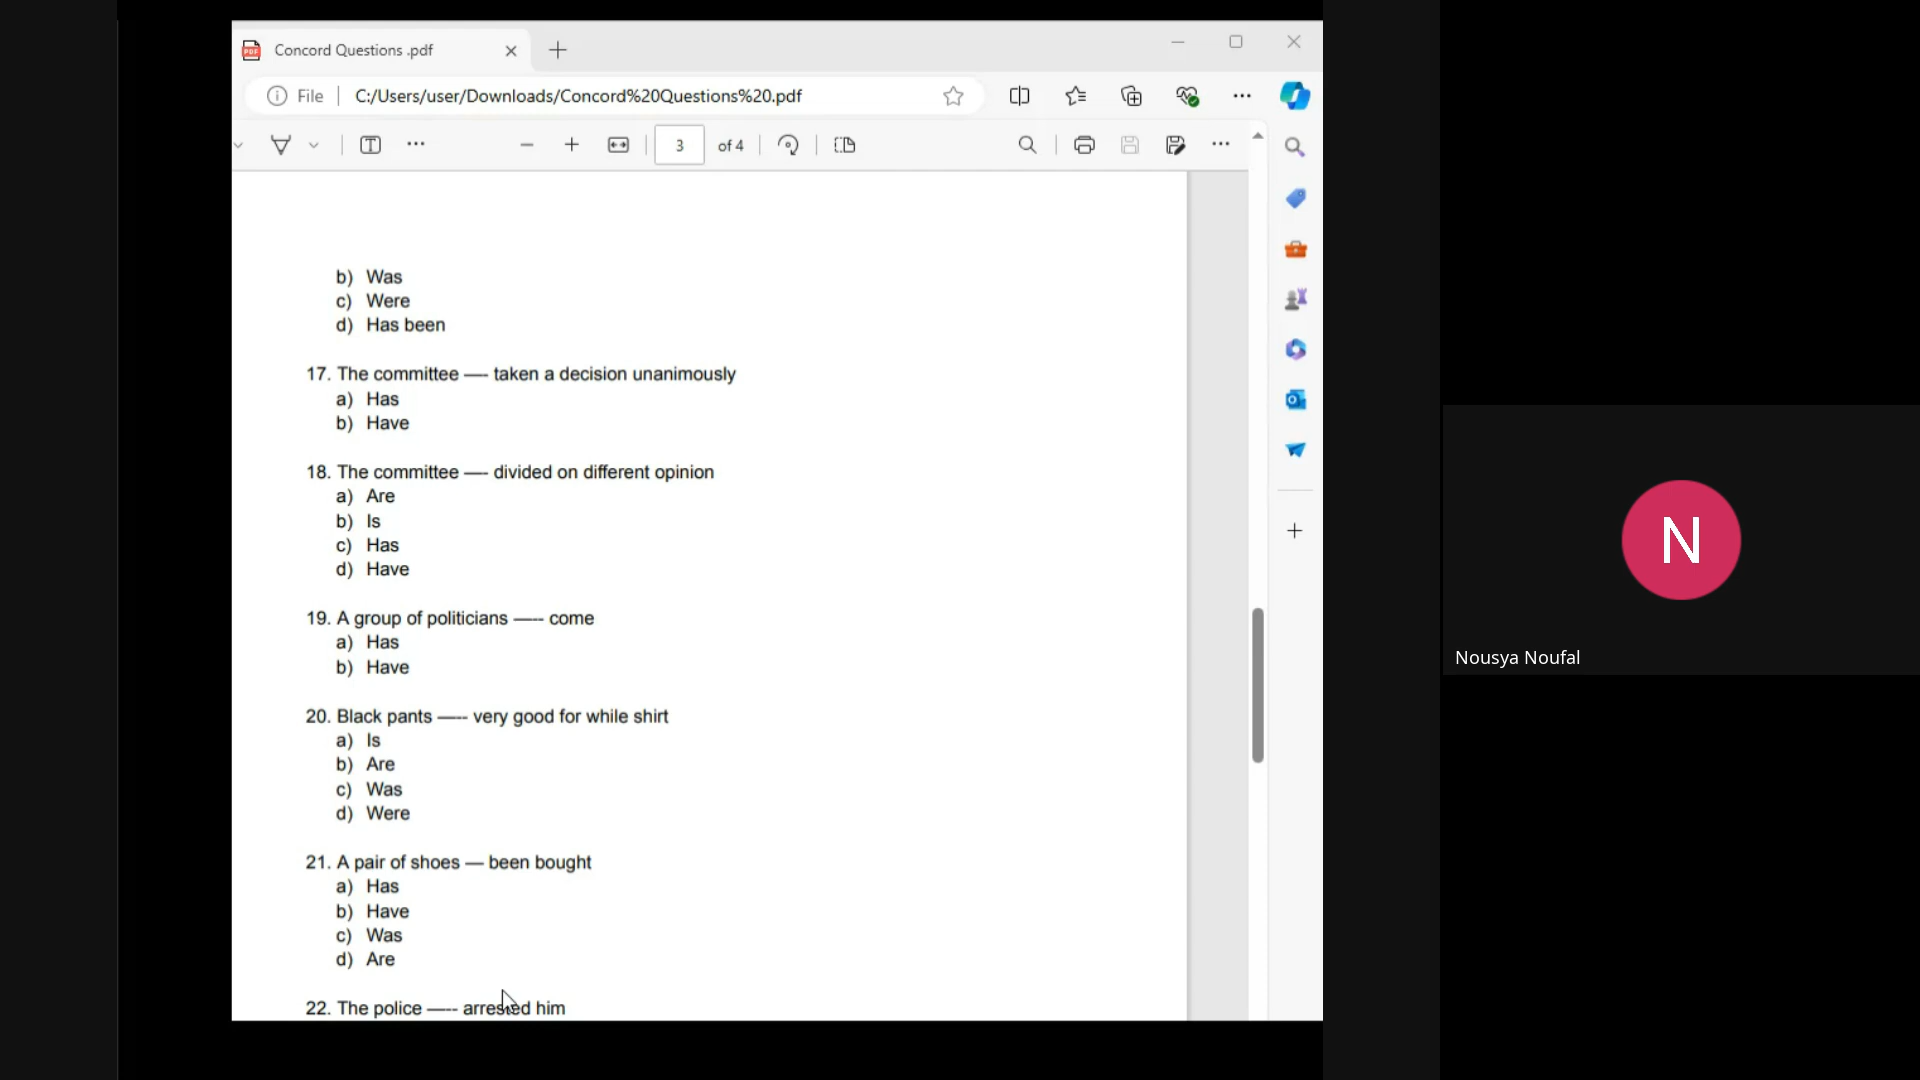 Concord Questions .pdf
File
C:/Users/user/Downloads/Concord%20Questions%20.pdf
3 of 4
b) Was
c) Were
d) Has been
17. The committee —- taken a decision unanimously
a) Has
b) Have
18. The committee —- divided on different opinion
a) Are
b) Is
c) Has
d) Have
19. A group of politicians —-- come
a) Has
b) Have
20. Black pants —-- very good for while shirt
a) Is
b) Are
c) Was
d) Were
21. A pair of shoes — been bought
a) Has
b) Have
c) Was
d) Are
22. The police —-- arrested him
N
Nousya Noufal